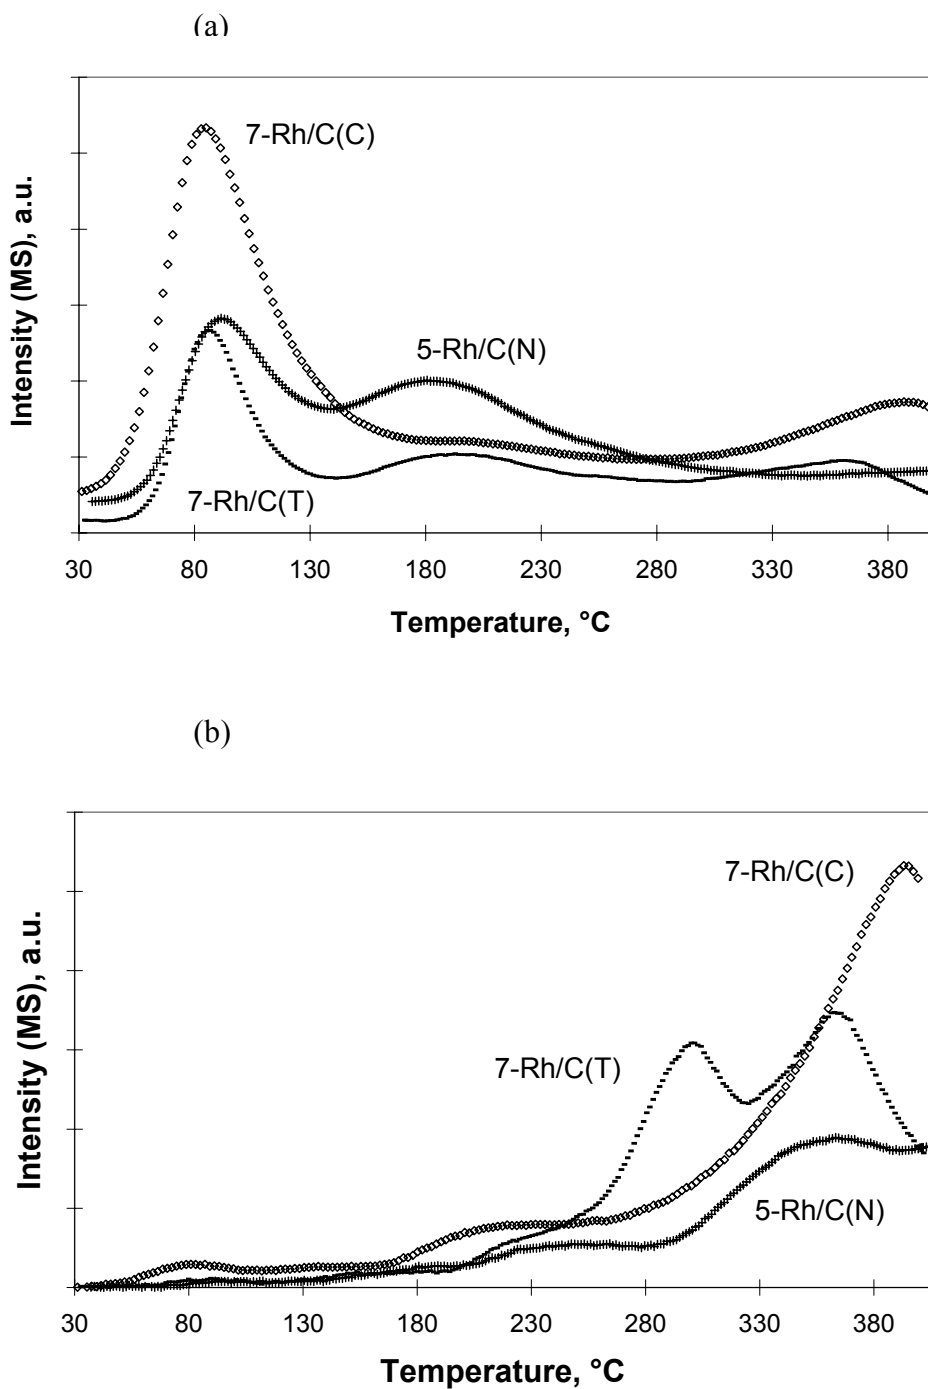 (a)
7-Rh/C(C)
5-Rh/C(N)
7-Rh/C(T)
Intensity (MS), a.u.
30 80 130 180 230 280 330 380
Temperature, °C
(b)
7-Rh/C(C)
7-Rh/C(T)
5-Rh/C(N)
Intensity (MS), a.u.
30 80 130 180 230 280 330 380
Temperature, °C